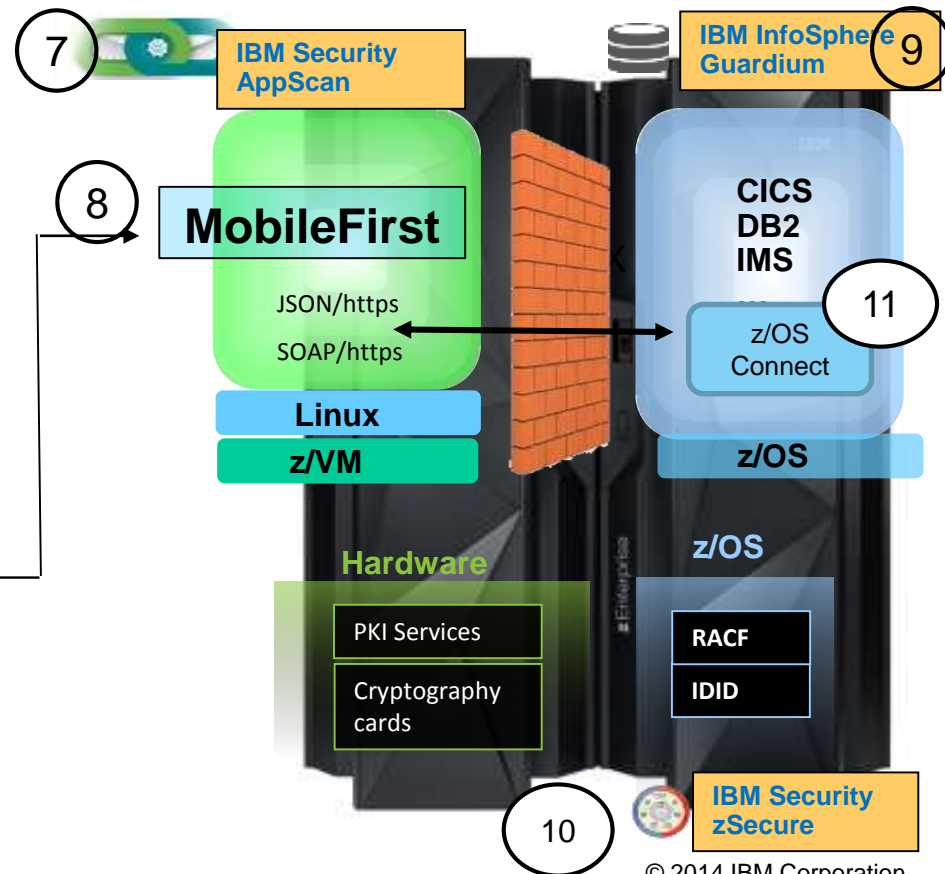 7
IBM Security
AppScan
IBM InfoSphere
Guardium
9
8
MobileFirst
JSON/https
SOAP/https
Linux
z/VM
CICS
DB2
IMS
...
11
z/OS
Connect
z/OS
Hardware
PKI Services
Cryptography
cards
zEnterprise
z/OS
RACF
IDID
10
IBM Security
zSecure
© 2014 IBM Corporation